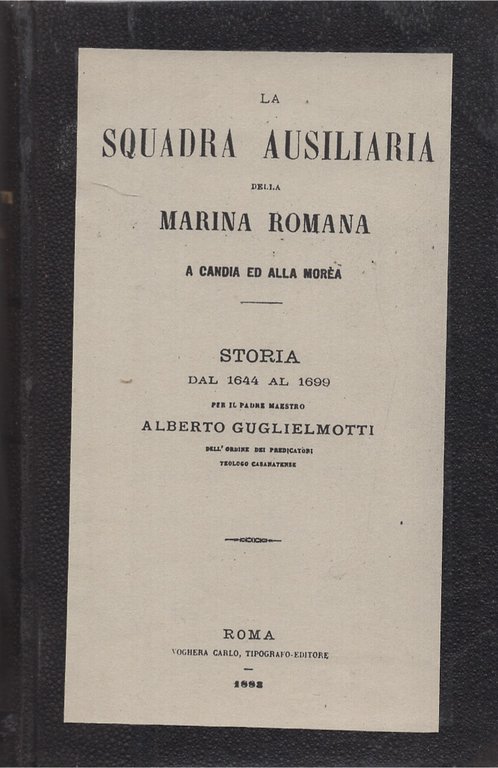 LA
SQUADRA AUSILIARIA
DELLA
MARINA ROMANA
A CANDIA ED ALLA MORÈA
STORIA
DAL 1644 AL 1699
PER IL PADRE MAESTRO
ALBERTO GUGLIELMOTTI
DELL' ORDINE DEI PREDICATORI
TEOLOGO CASANATENSE
ROMA
VOGHERA CARLO, TIPOGRAFO-EDITORE
1883